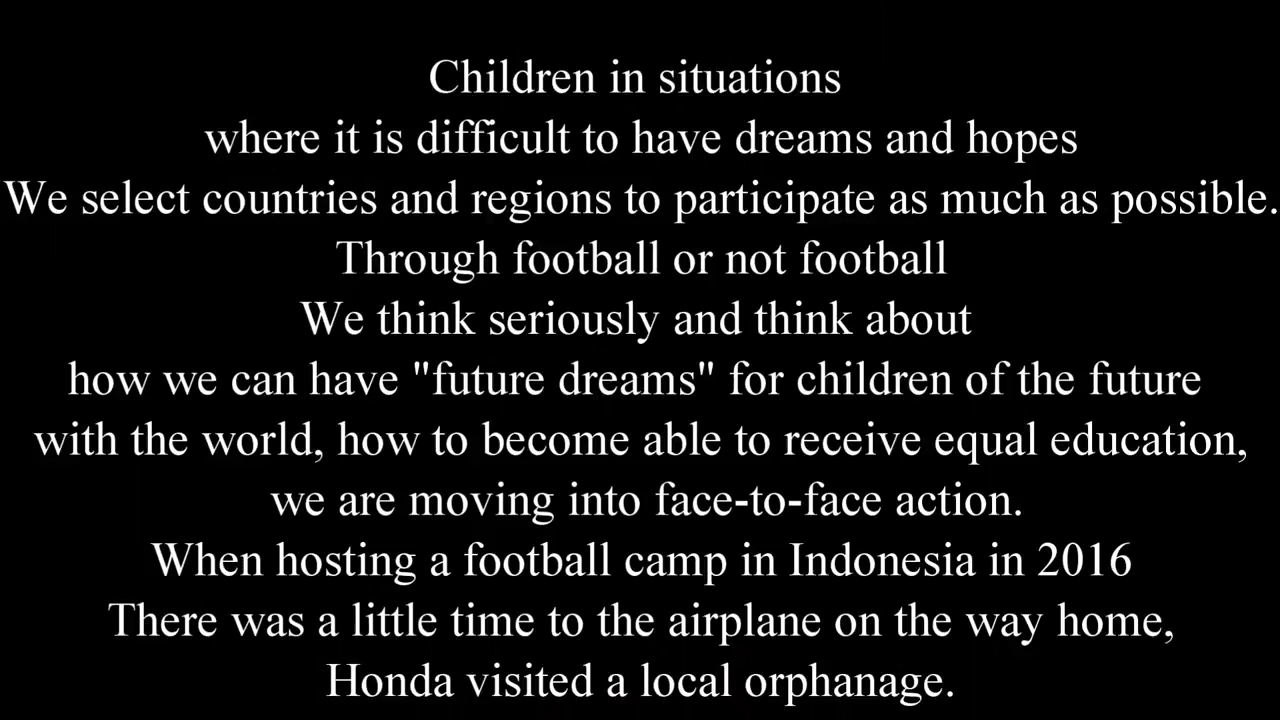 Children in situations
where it is difficult to have dreams and hopes
We select countries and regions to participate as much as possible.
Through football or not football
We think seriously and think about
how we can have "future dreams" for children of the future
with the world, how to become able to receive equal education,
we are moving into face-to-face action.
When hosting a football camp in Indonesia in 2016
There was a little time to the airplane on the way home,
Honda visited a local orphanage.